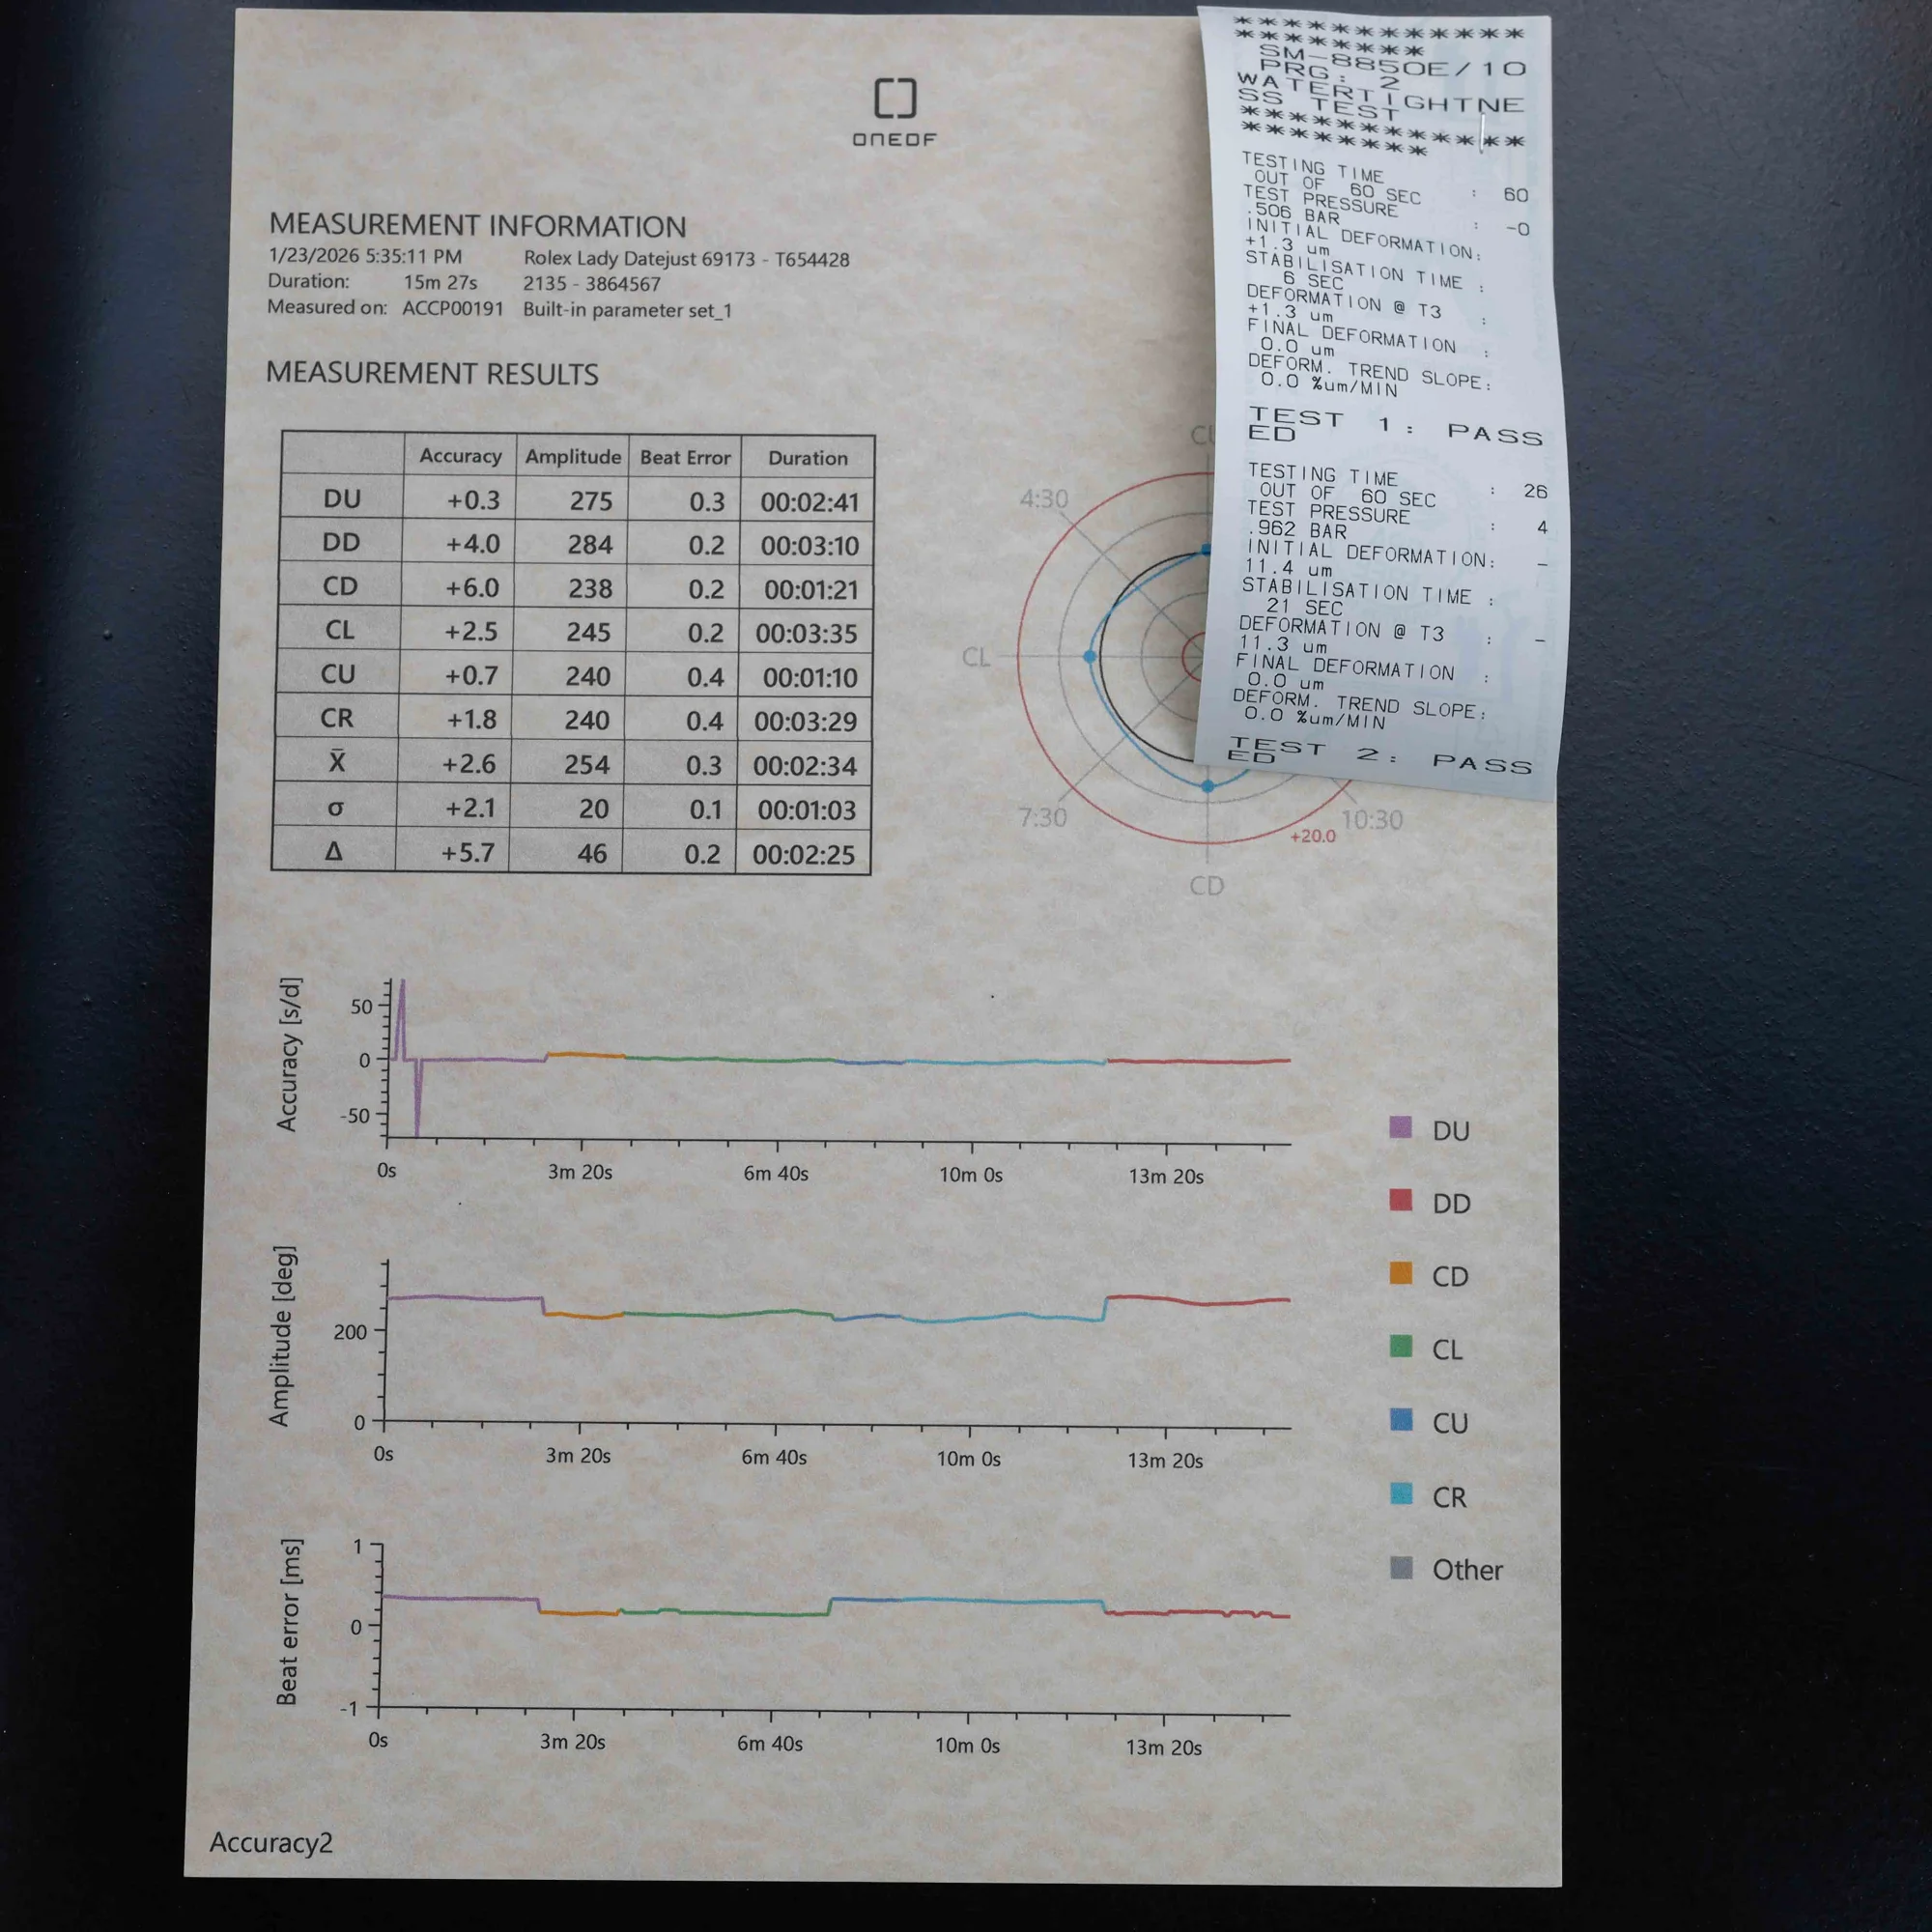 ONEOF
MEASUREMENT INFORMATION
1/23/2026 5:35:11 PM Rolex Lady Datejust 69173 - T654428
Duration: 15m 27s 2135 - 3864567
Measured on: ACCP00191 Built-in parameter set_1
MEASUREMENT RESULTS
Accuracy Amplitude Beat Error Duration
DU +0.3 275 0.3 00:02:41
DD +4.0 284 0.2 00:03:10
CD +6.0 238 0.2 00:01:21
CL +2.5 245 0.2 00:03:35
CU +0.7 240 0.4 00:01:10
CR +1.8 240 0.4 00:03:29
X̄ +2.6 254 0.3 00:02:34
σ +2.1 20 0.1 00:01:03
Δ +5.7 46 0.2 00:02:25
4:30
CL
7:30
10:30
+20.0
CD
************
********
SM-8850E/10
PRG: 2
WATERTIGHTNE
SS TEST
************
********
TESTING TIME : 60
OUT OF 60 SEC
TEST PRESSURE : -0
.506 BAR
INITIAL DEFORMATION:
+1.3 um
STABILISATION TIME :
6 SEC
DEFORMATION @ T3 :
+1.3 um
FINAL DEFORMATION :
0.0 um
DEFORM. TREND SLOPE:
0.0 %um/MIN
TEST 1: PASS
ED
TESTING TIME : 26
OUT OF 60 SEC
TEST PRESSURE : 4
.962 BAR
INITIAL DEFORMATION: -
11.4 um
STABILISATION TIME :
21 SEC
DEFORMATION @ T3 : -
11.3 um
FINAL DEFORMATION :
0.0 um
DEFORM. TREND SLOPE:
0.0 %um/MIN
TEST 2: PASS
ED
Accuracy [s/d]
50
0
-50
0s 3m 20s 6m 40s 10m 0s 13m 20s
Amplitude [deg]
200
0
0s 3m 20s 6m 40s 10m 0s 13m 20s
Beat error [ms]
1
0
-1
0s 3m 20s 6m 40s 10m 0s 13m 20s
DU
DD
CD
CL
CU
CR
Other
Accuracy2